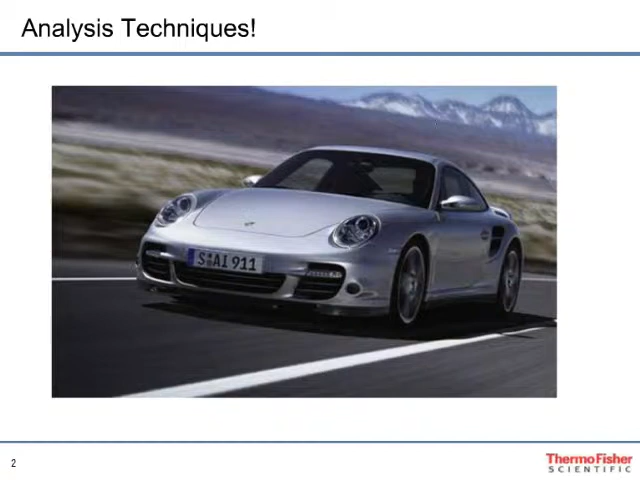 Analysis Techniques!
S AI 911
2
ThermoFisher
SCIENTIFIC